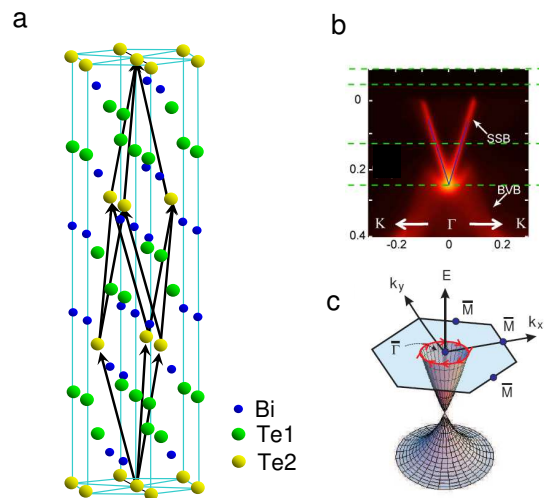 a
Bi
Te1
Te2
b
0
0.2
0.4
SSB
BVB
K Γ K
-0.2 0 0.2
c
E
k_y
k_x
M̅
M̅
M̅
Γ̅